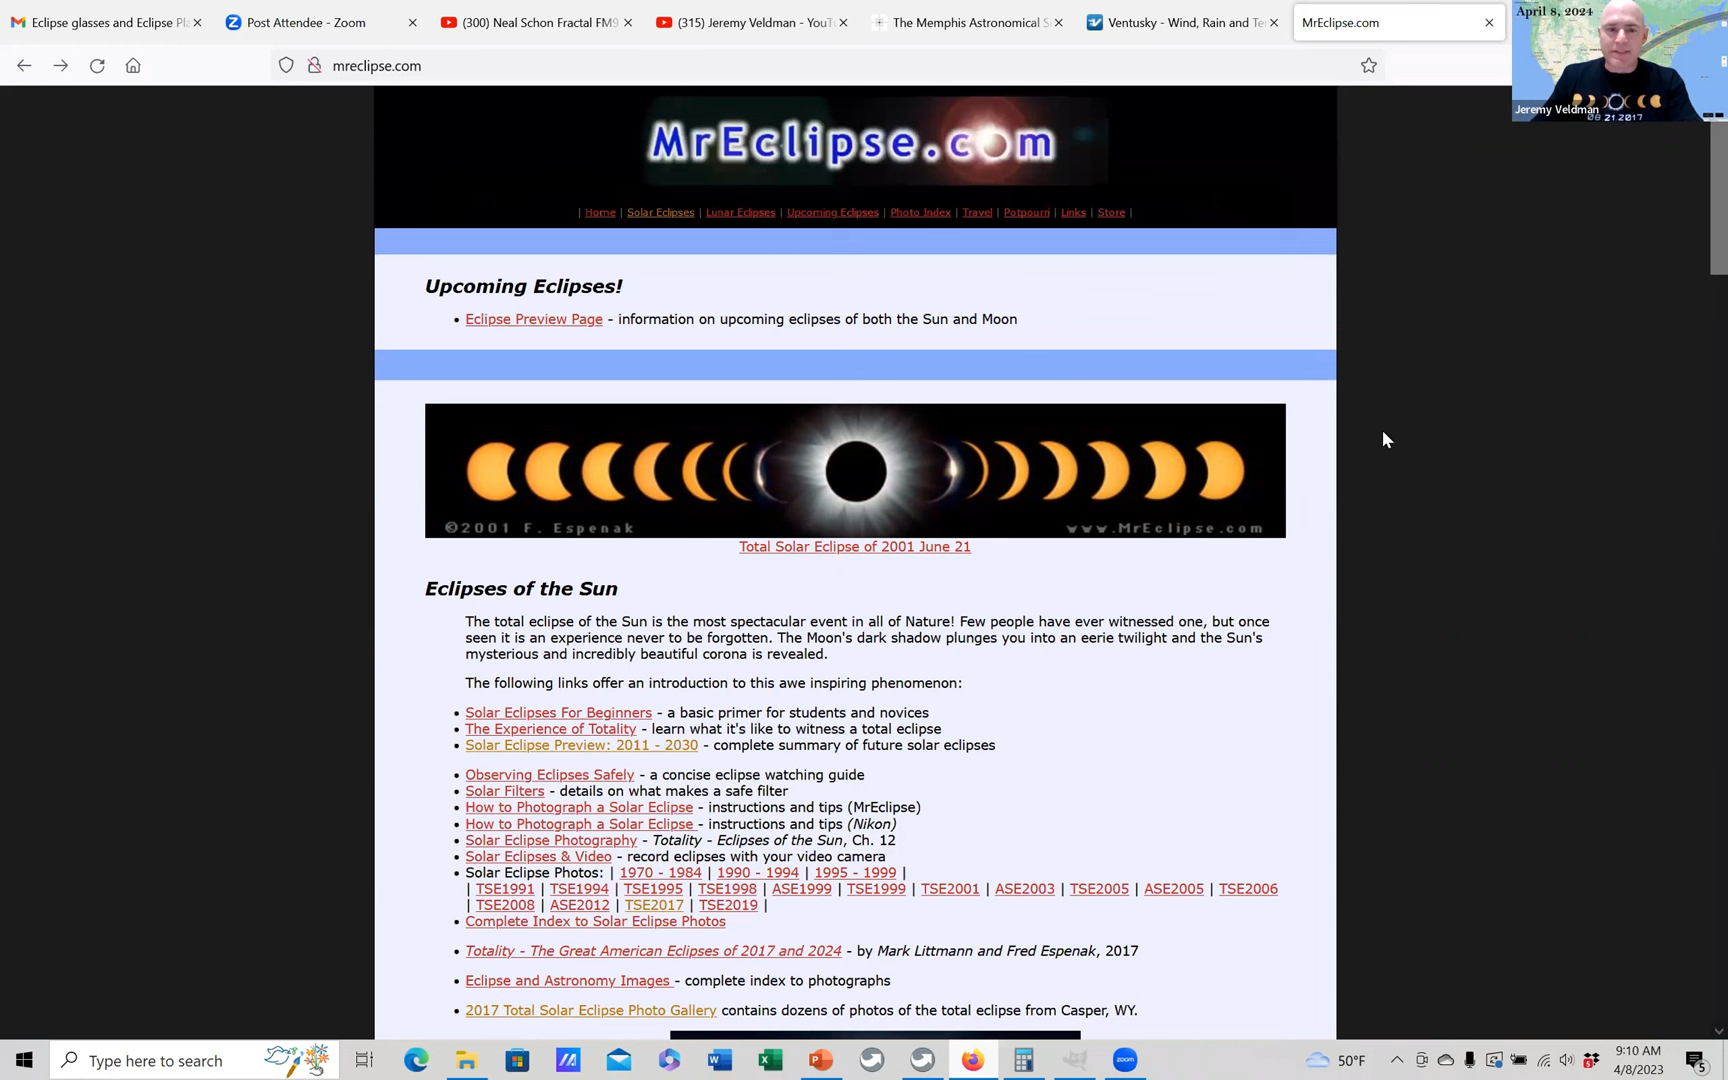 Eclipse glasses and Eclipse Pla
Post Attendee - Zoom
(300) Neal Schon Fractal FM9
(315) Jeremy Veldman - YouTu
The Memphis Astronomical S
Ventusky - Wind, Rain and Te
MrEclipse.com
April 8, 2024
mreclipse.com
Jeremy Veldman
08.21.2017
MrEclipse.com
| Home | Solar Eclipses | Lunar Eclipses | Upcoming Eclipses | Photo Index | Travel | Potpourri | Links | Store |
Upcoming Eclipses!
• Eclipse Preview Page - information on upcoming eclipses of both the Sun and Moon
©2001 F. Espenak
www.MrEclipse.com
Total Solar Eclipse of 2001 June 21
Eclipses of the Sun
The total eclipse of the Sun is the most spectacular event in all of Nature! Few people have ever witnessed one, but once
seen it is an experience never to be forgotten. The Moon's dark shadow plunges you into an eerie twilight and the Sun's
mysterious and incredibly beautiful corona is revealed.
The following links offer an introduction to this awe inspiring phenomenon:
• Solar Eclipses For Beginners - a basic primer for students and novices
• The Experience of Totality - learn what it's like to witness a total eclipse
• Solar Eclipse Preview: 2011 - 2030 - complete summary of future solar eclipses
• Observing Eclipses Safely - a concise eclipse watching guide
• Solar Filters - details on what makes a safe filter
• How to Photograph a Solar Eclipse - instructions and tips (MrEclipse)
• How to Photograph a Solar Eclipse - instructions and tips (Nikon)
• Solar Eclipse Photography - Totality - Eclipses of the Sun, Ch. 12
• Solar Eclipses & Video - record eclipses with your video camera
• Solar Eclipse Photos: | 1970 - 1984 | 1990 - 1994 | 1995 - 1999 |
| TSE1991 | TSE1994 | TSE1995 | TSE1998 | ASE1999 | TSE1999 | TSE2001 | ASE2003 | TSE2005 | ASE2005 | TSE2006
| TSE2008 | ASE2012 | TSE2017 | TSE2019 |
• Complete Index to Solar Eclipse Photos
• Totality - The Great American Eclipses of 2017 and 2024 - by Mark Littmann and Fred Espenak, 2017
• Eclipse and Astronomy Images - complete index to photographs
• 2017 Total Solar Eclipse Photo Gallery contains dozens of photos of the total eclipse from Casper, WY.
Type here to search
zoom
50°F
9:10 AM
4/8/2023
5